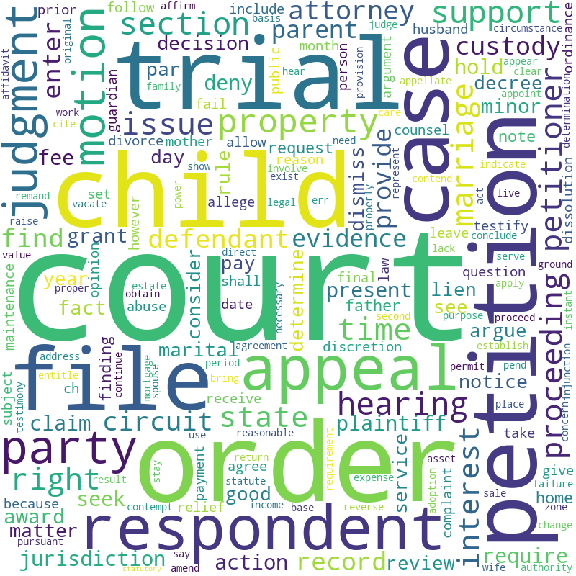 court
child
trial
case
order
file
petition
respondent
appeal
party
judgment
motion
property
issue
section
attorney
parent
support
custody
decree
minor
marriage
petitioner
proceeding
hearing
state
time
evidence
defendant
right
circuit
claim
find
grant
enter
decision
par
deny
hold
provide
dismiss
plaintiff
interest
action
record
review
require
jurisdiction
matter
award
seek
good
service
notice
argue
lien
see
present
determine
consider
pay
rule
request
day
fee
fact
year
marital
finding
abuse
opinion
maintenance
subject
affidavit
prior
affirm
follow
include
basis
judge
husband
circumstance
ordinance
original
month
person
public
hear
argument
provision
appellate
appear
clear
appoint
determination
family
guardian
fail
work
cite
divorce
mother
allow
reason
counsel
note
care
need
indicate
remand
set
show
involve
represent
contend
act
live
dissolution
vacate
raise
however
power
allege
exist
legal
err
properly
leave
testify
lack
conclude
value
estate
direct
shall
final
law
question
serve
ground
proper
obtain
date
father
apply
instant
necessary
second
proceed
entitle
discretion
purpose
establish
address
continue
mortgage
spouse
period
agreement
bring
receive
permit
pend
injunction
concern
ch
testimony
use
reasonable
place
take
stay
payment
agree
return
statute
requirement
expense
asset
adoption
complaint
sale
zone
give
failure
home
change
because
result
contempt
relief
income
base
reverse
pursuant
say
amend
statutory
wife
authority